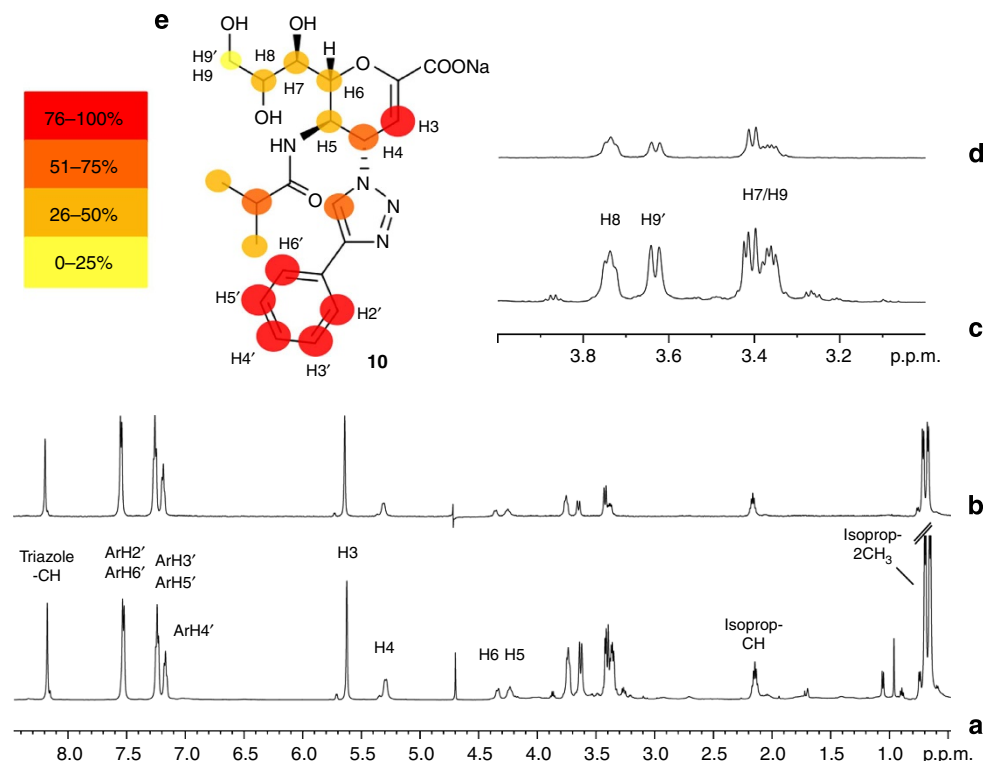 e
OH
OH
H9′
H9
H8
H
H7
O
COONa
H6
OH
H3
HN
H5
H4
O
N
N
N
H6′
H5′
H2′
H4′
H3′
10
76–100%
51–75%
26–50%
0–25%
d
H7/H9
H8
H9′
c
3.8
3.6
3.4
3.2
p.p.m.
b
Triazole
-CH
ArH2′
ArH6′
ArH3′
ArH5′
ArH4′
H3
H4
H6
H5
Isoprop-
CH
Isoprop-
2CH3
a
8.0
7.5
7.0
6.5
6.0
5.5
5.0
4.5
4.0
3.5
3.0
2.5
2.0
1.5
1.0
p.p.m.